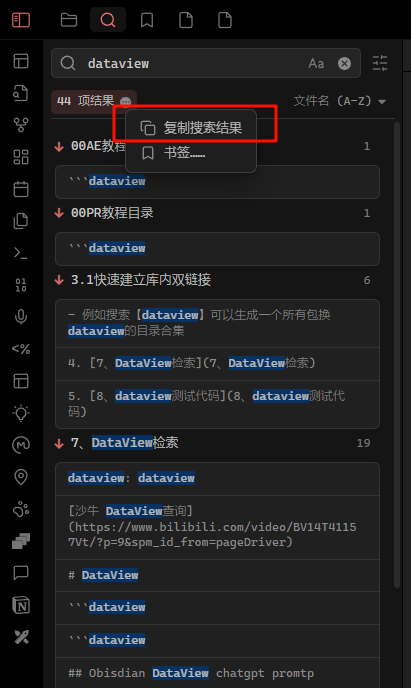 dataview
Aa
44 项结果
文件名 (A-Z)
复制搜索结果
书签……
00AE教程
1
```dataview
00PR教程目录
1
```dataview
3.1快速建立库内双链接
6
- 例如搜索【dataview】可以生成一个所有包换
dataview的目录合集
4. [7、DataView检索](7、DataView检索)
5. [8、dataview测试代码](8、dataview测试代
码)
7、DataView检索
19
dataview: dataview
[沙牛 DataView查询]
(https://www.bilibili.com/video/BV14T4115
7Vt/?p=9&spm_id_from=pageDriver)
# DataView
```dataview
```dataview
## Obisdian DataView chatgpt promtp